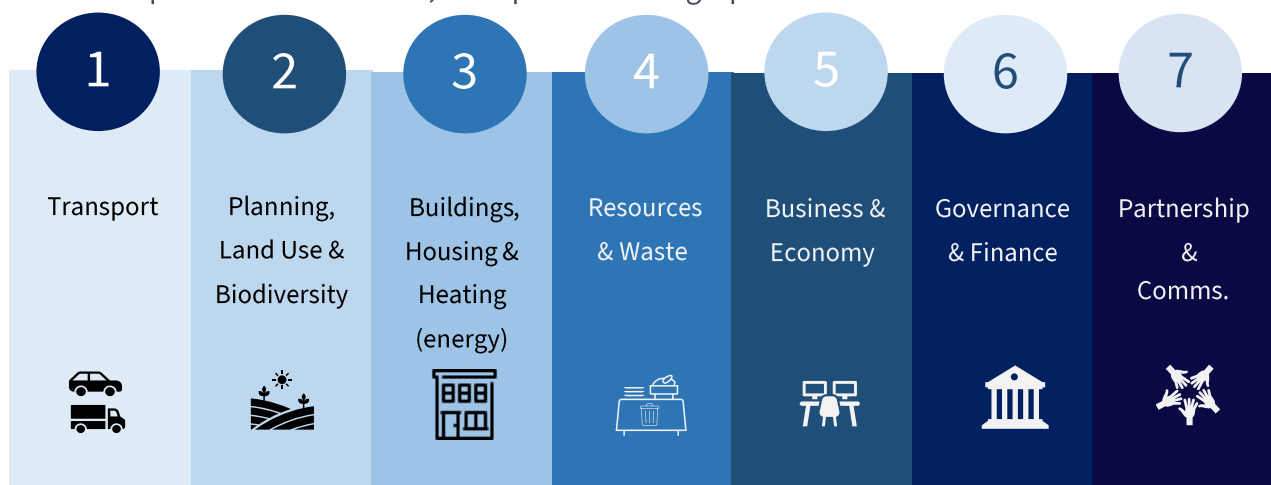 1
Transport
2
Planning,
Land Use &
Biodiversity
3
Buildings,
Housing &
Heating
(energy)
4
Resources
& Waste
5
Business &
Economy
6
Governance
& Finance
7
Partnership
&
Comms.